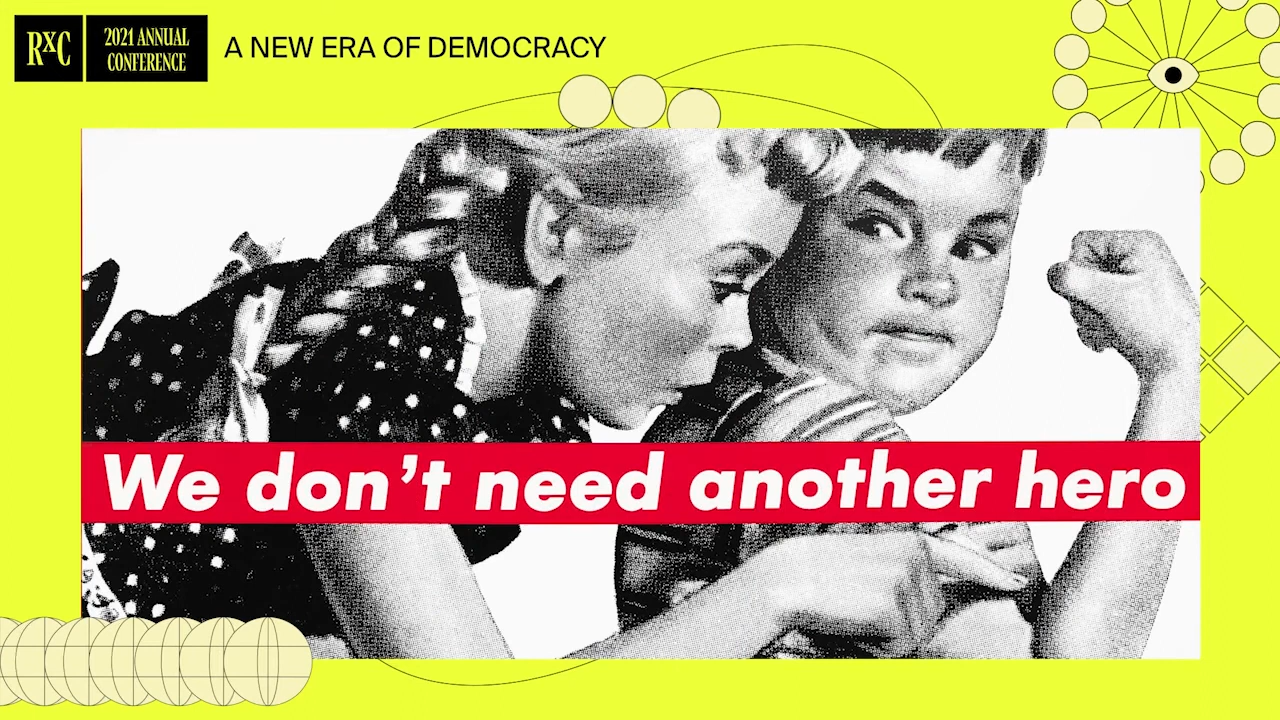 RxC
2021 ANNUAL
CONFERENCE
A NEW ERA OF DEMOCRACY
We don't need another hero